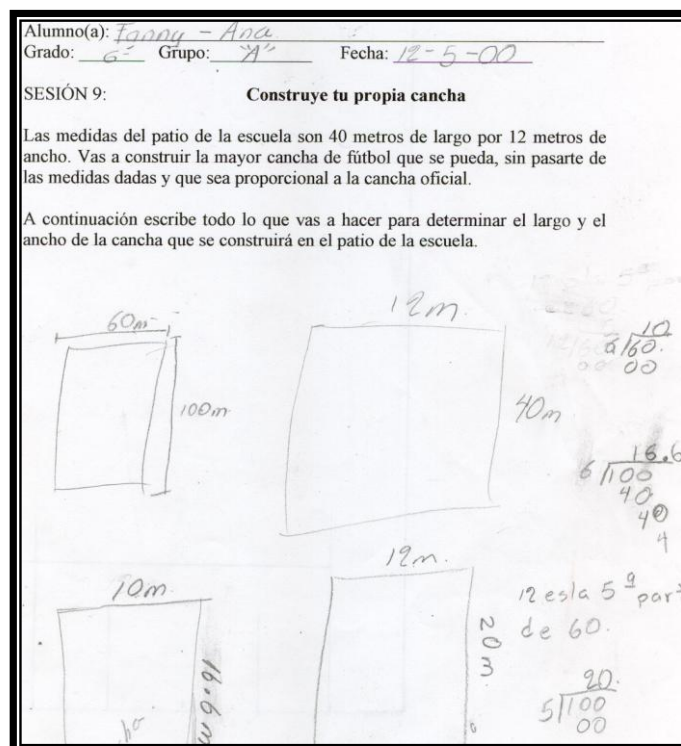 Alumno(a): Fanny - Ana
Grado: 6º Grupo: "A" Fecha: 12-5-00
SESIÓN 9: Construye tu propia cancha
Las medidas del patio de la escuela son 40 metros de largo por 12 metros de
ancho. Vas a construir la mayor cancha de fútbol que se pueda, sin pasarte de
las medidas dadas y que sea proporcional a la cancha oficial.
A continuación escribe todo lo que vas a hacer para determinar el largo y el
ancho de la cancha que se construirá en el patio de la escuela.
60m
100m
12m.
40m
10
6/60.
00
16.6
6/100
40
40
4
10m
16.6m
12m.
20m.
12 es la 5ª part
de 60.
20.
5/100
00